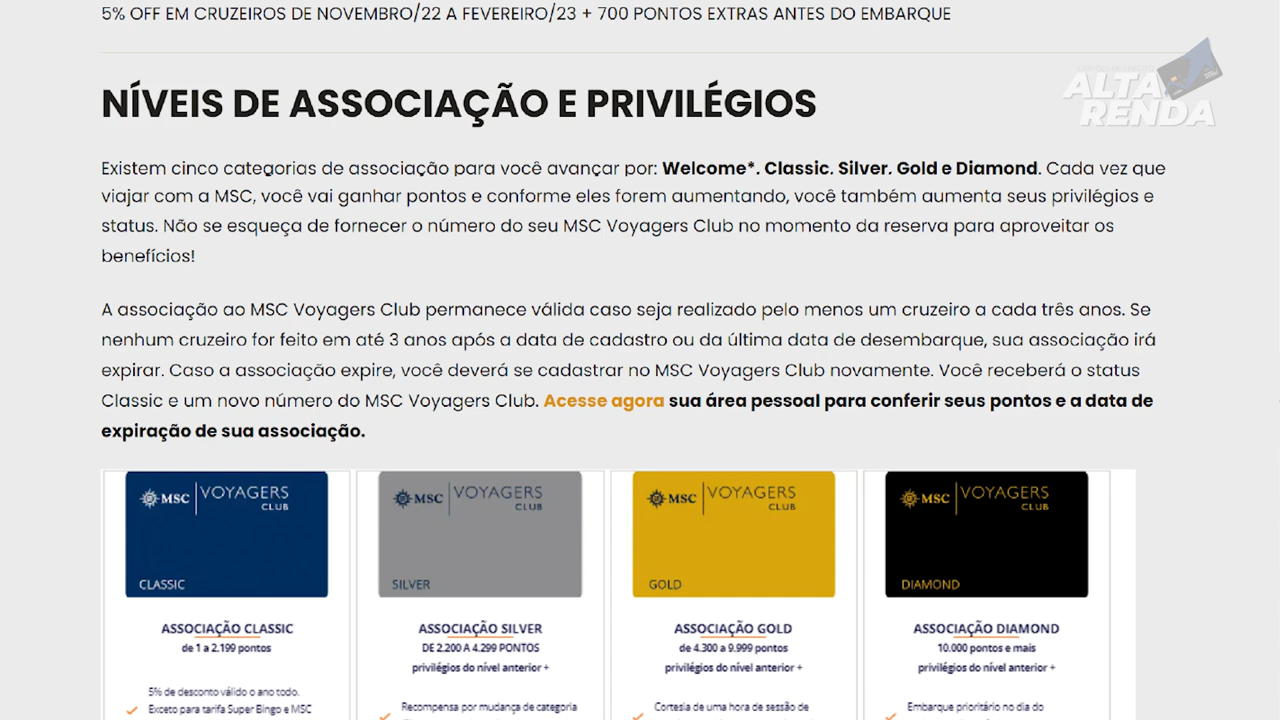 5% OFF EM CRUZEIROS DE NOVEMBRO/22 A FEVEREIRO/23 + 700 PONTOS EXTRAS ANTES DO EMBARQUE
ALTA
RENDA
NÍVEIS DE ASSOCIAÇÃO E PRIVILÉGIOS
Existem cinco categorias de associação para você avançar por: Welcome*. Classic. Silver. Gold e Diamond. Cada vez que
viajar com a MSC, você vai ganhar pontos e conforme eles forem aumentando, você também aumenta seus privilégios e
status. Não se esqueça de fornecer o número do seu MSC Voyagers Club no momento da reserva para aproveitar os
benefícios!
A associação ao MSC Voyagers Club permanece válida caso seja realizado pelo menos um cruzeiro a cada três anos. Se
nenhum cruzeiro for feito em até 3 anos após a data de cadastro ou da última data de desembarque, sua associação irá
expirar. Caso a associação expire, você deverá se cadastrar no MSC Voyagers Club novamente. Você receberá o status
Classic e um novo número do MSC Voyagers Club. Acesse agora sua área pessoal para conferir seus pontos e a data de
expiração de sua associação.
MSC VOYAGERS
CLUB
CLASSIC
ASSOCIAÇÃO CLASSIC
de 1 a 2.199 pontos
5% de desconto válido o ano todo.
Exceto para tarifa Super Bingo e MSC
MSC VOYAGERS
CLUB
SILVER
ASSOCIAÇÃO SILVER
DE 2.200 A 4.299 PONTOS
privilégios do nível anterior +
Recompensa por mudança de categoria
MSC VOYAGERS
CLUB
GOLD
ASSOCIAÇÃO GOLD
de 4.300 a 9.999 pontos
privilégios do nível anterior +
Cortesia de uma hora de sessão de
MSC VOYAGERS
CLUB
DIAMOND
ASSOCIAÇÃO DIAMOND
10.000 pontos e mais
privilégios do nível anterior +
Embarque prioritário no dia do